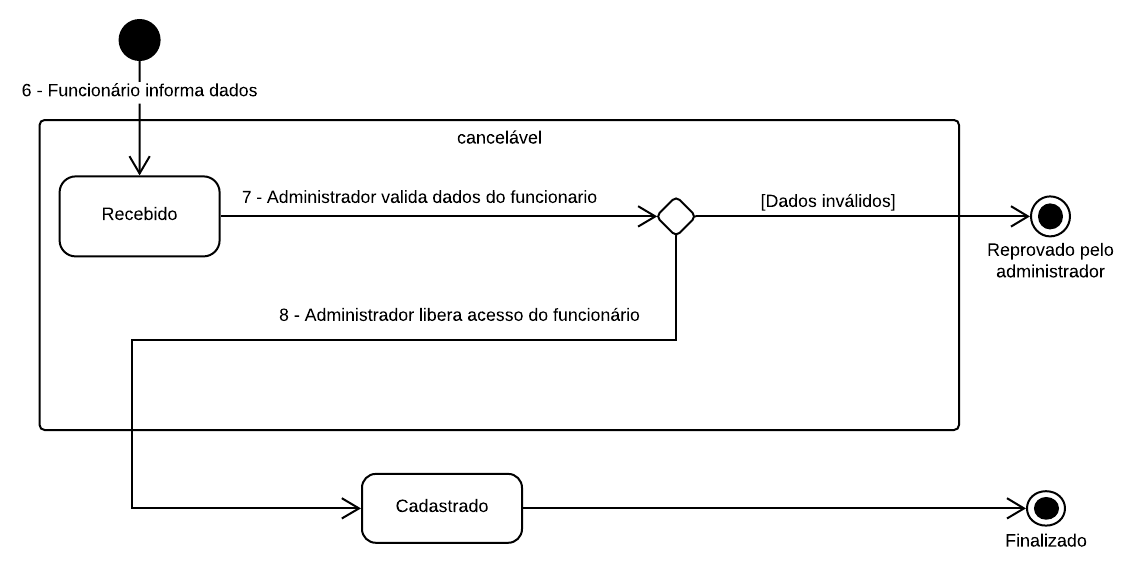 6 - Funcionário informa dados
cancelável
Recebido
7 - Administrador valida dados do funcionario
[Dados inválidos]
Reprovado pelo
administrador
8 - Administrador libera acesso do funcionário
Cadastrado
Finalizado